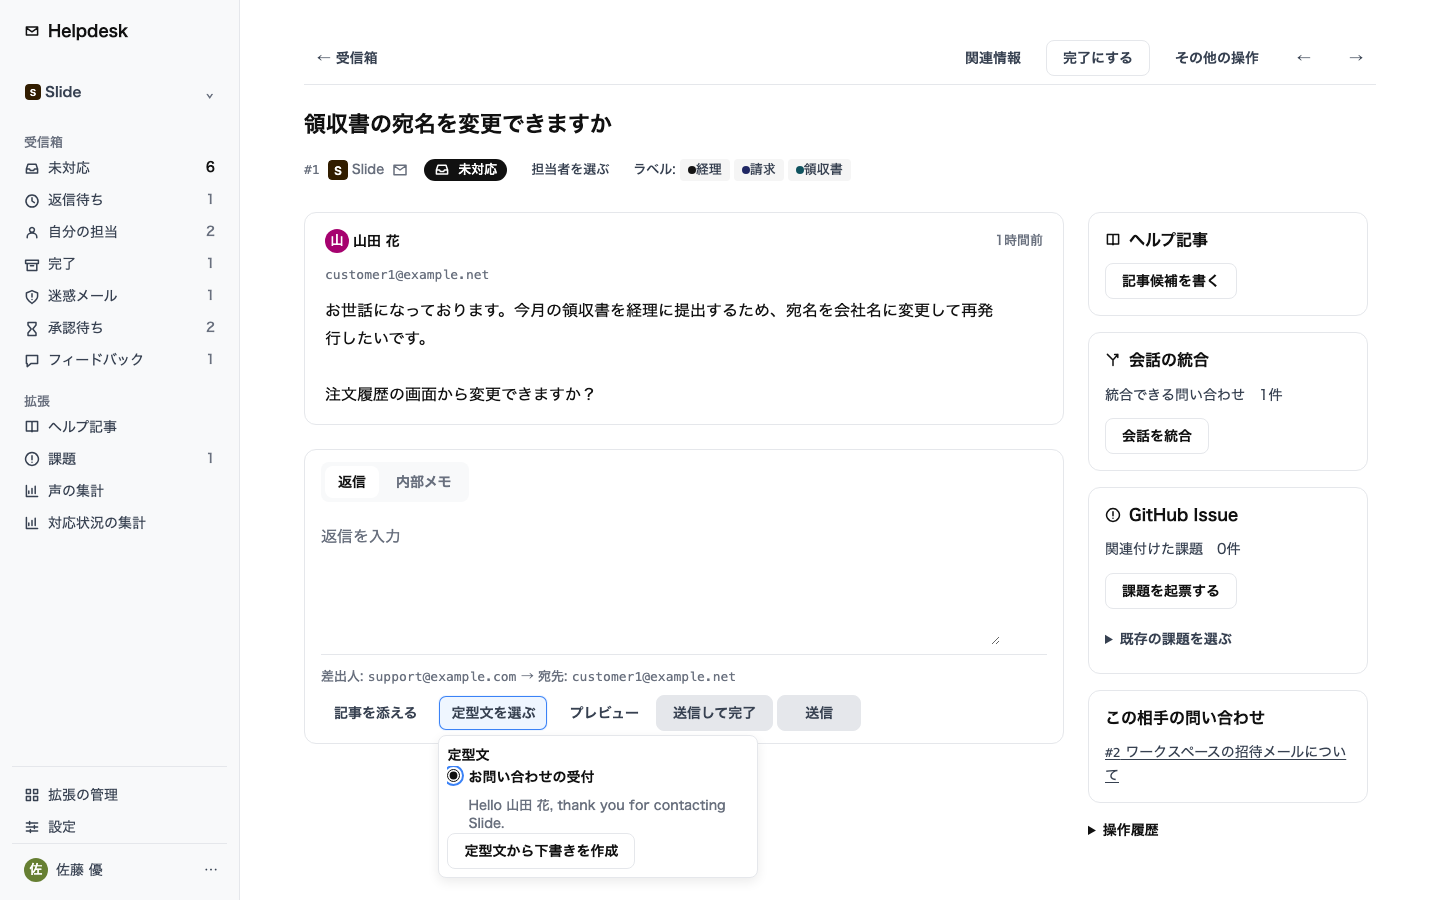 Helpdesk
S Slide
受信箱
未対応 6
返信待ち 1
自分の担当 2
完了 1
迷惑メール 1
承認待ち 2
フィードバック 1
拡張
ヘルプ記事
課題 1
声の集計
対応状況の集計
拡張の管理
設定
佐 佐藤 優 …
← 受信箱
関連情報 完了にする その他の操作 ← →
領収書の宛名を変更できますか
#1 S Slide 未対応 担当者を選ぶ ラベル: ●経理 ●請求 ●領収書
山 山田 花 1時間前
customer1@example.net
お世話になっております。今月の領収書を経理に提出するため、宛名を会社名に変更して再発
行したいです。
注文履歴の画面から変更できますか？
返信 内部メモ
返信を入力
差出人: support@example.com → 宛先: customer1@example.net
記事を添える 定型文を選ぶ プレビュー 送信して完了 送信
定型文
お問い合わせの受付
Hello 山田 花, thank you for contacting
Slide.
定型文から下書きを作成
ヘルプ記事
記事候補を書く
会話の統合
統合できる問い合わせ 1件
会話を統合
GitHub Issue
関連付けた課題 0件
課題を起票する
▶ 既存の課題を選ぶ
この相手の問い合わせ
#2 ワークスペースの招待メールについ
て
▶ 操作履歴